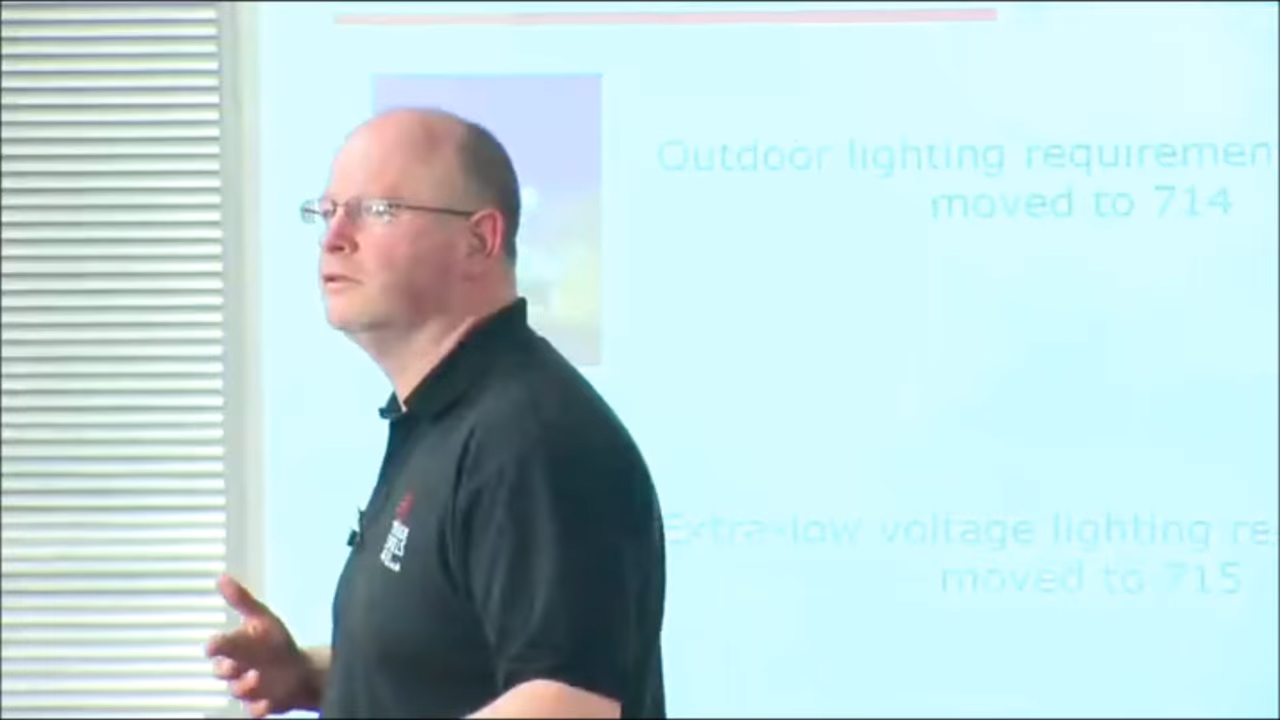 Outdoor lighting requiremen
moved to 714
Extra-low voltage lighting re
moved to 715